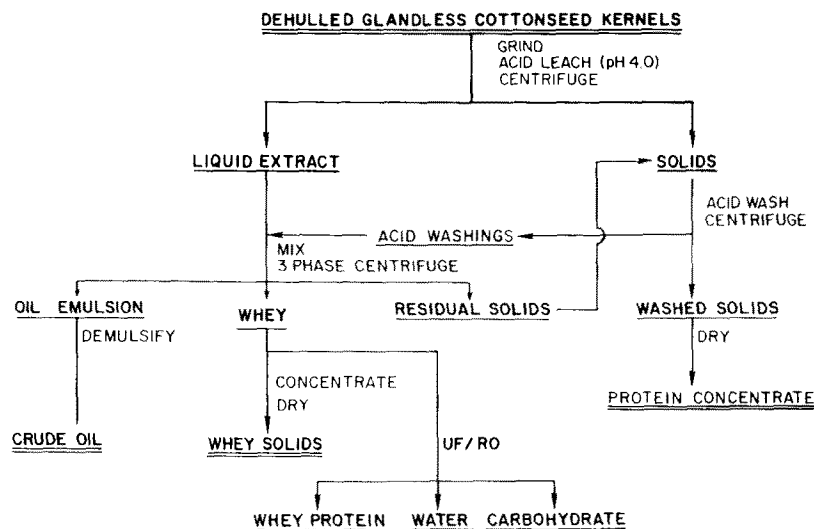 DEHULLED GLANDLESS COTTONSEED KERNELS
GRIND
ACID LEACH (pH 4.0)
CENTRIFUGE
LIQUID EXTRACT
SOLIDS
ACID WASH
CENTRIFUGE
ACID WASHINGS
MIX
3 PHASE CENTRIFUGE
OIL EMULSION
WHEY
RESIDUAL SOLIDS
WASHED SOLIDS
DEMULSIFY
DRY
CONCENTRATE
DRY
PROTEIN CONCENTRATE
CRUDE OIL
WHEY SOLIDS
UF/RO
WHEY PROTEIN
WATER
CARBOHYDRATE